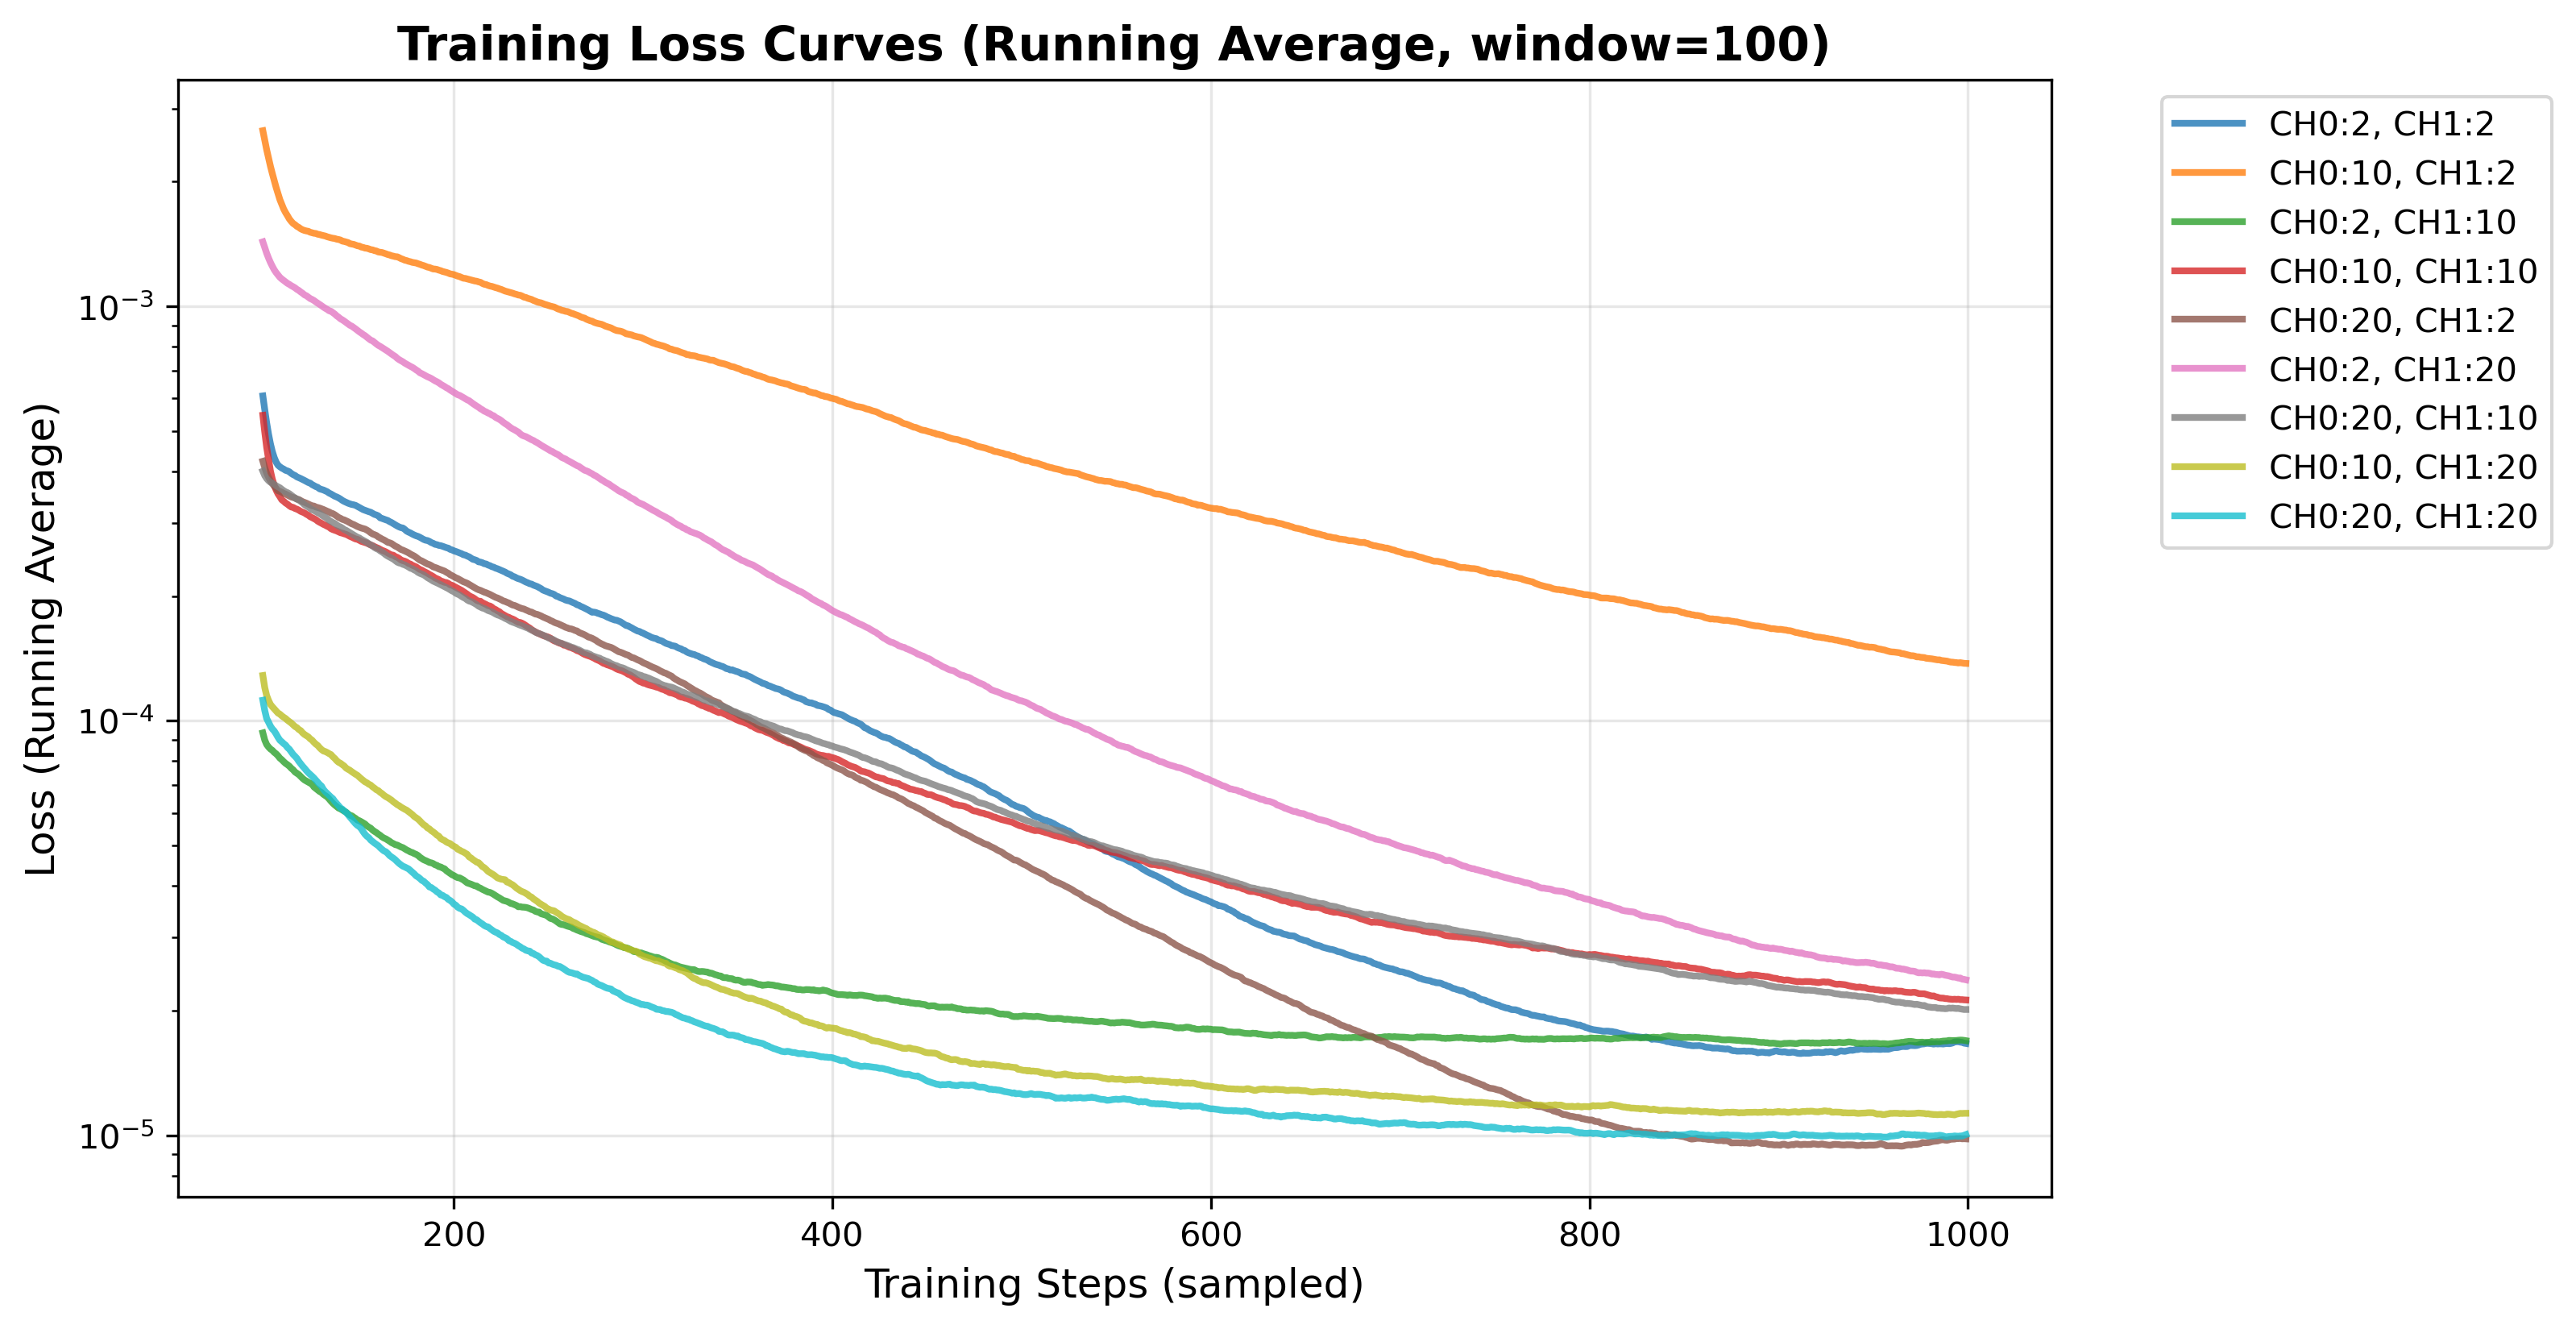 Training Loss Curves (Running Average, window=100)
Loss (Running Average)
10⁻³
10⁻⁴
10⁻⁵
200 400 600 800 1000
Training Steps (sampled)
CH0:2, CH1:2
CH0:10, CH1:2
CH0:2, CH1:10
CH0:10, CH1:10
CH0:20, CH1:2
CH0:2, CH1:20
CH0:20, CH1:10
CH0:10, CH1:20
CH0:20, CH1:20